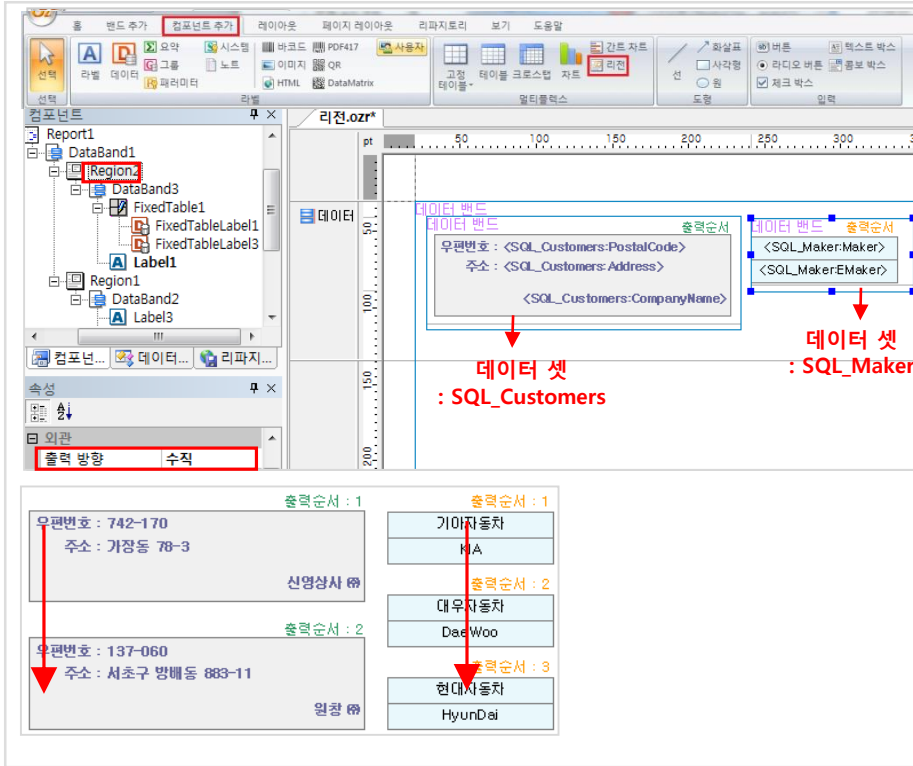 홈 밴드 추가 컴포넌트 추가 레이아웃 페이지 레이아웃 리파지토리 보기 도움말
선택
라벨 데이터
요약 시스템
그룹 노트
패러미터
바코드 PDF417
이미지 QR
HTML DataMatrix
사용자
고정
테이블 테이블 크로스탭 차트
간트 차트
리전
선
화살표
사각형
원
버튼 텍스트 박스
라디오 버튼 콤보 박스
체크 박스
선택 라벨 멀티플렉스 도형 입력
컴포넌트
Report1
DataBand1
Region2
DataBand3
FixedTable1
FixedTableLabel1
FixedTableLabel3
Label1
Region1
DataBand2
Label3
컴포넌... 데이터... 리파지...
속성
외관
출력 방향 수직
리전.ozr*
pt 50 100 150 200 250 300
50
100
150
200
데이터
데이터 밴드
데이터 밴드 출력순서
우편번호 : <SQL_Customers:PostalCode>
주소 : <SQL_Customers:Address>
<SQL_Customers:CompanyName>
데이터 밴드 출력순서
<SQL_Maker:Maker>
<SQL_Maker:EMaker>
데이터 셋
: SQL_Customers
데이터 셋
: SQL_Maker
출력순서 : 1
우편번호 : 742-170
주소 : 가장동 78-3
신영상사 ㈜
출력순서 : 2
우편번호 : 137-060
주소 : 서초구 방배동 883-11
원창 ㈜
출력순서 : 1
기아자동차
KIA
출력순서 : 2
대우자동차
DaeWoo
출력순서 : 3
현대자동차
HyunDai